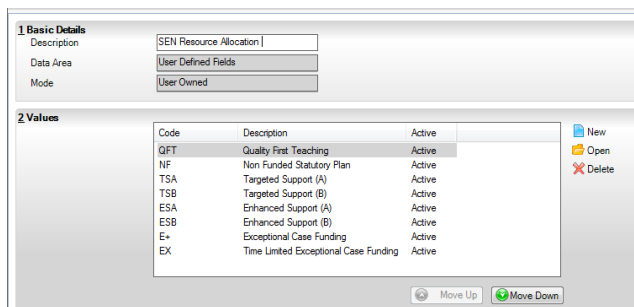 1 Basic Details
Description SEN Resource Allocation
Data Area User Defined Fields
Mode User Owned
2 Values
Code Description Active
New
QFT Quality First Teaching Active
Open
NF Non Funded Statutory Plan Active
Delete
TSA Targeted Support (A) Active
TSB Targeted Support (B) Active
ESA Enhanced Support (A) Active
ESB Enhanced Support (B) Active
E+ Exceptional Case Funding Active
EX Time Limited Exceptional Case Funding Active
Move Up Move Down